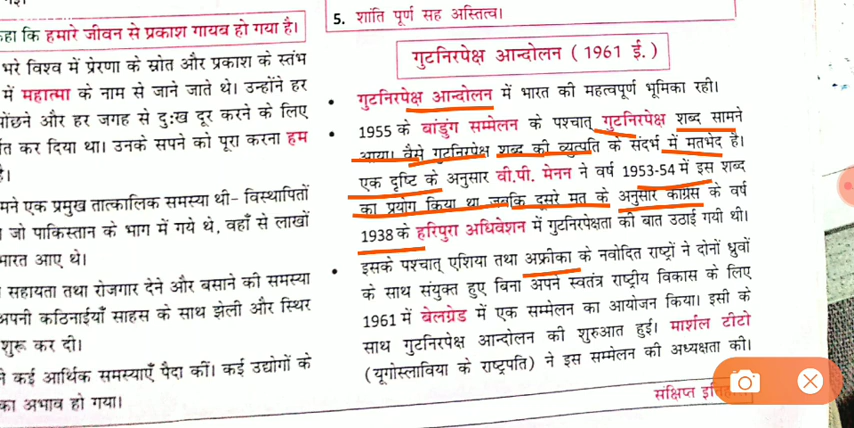 कहा कि हमारे जीवन से प्रकाश गायब हो गया है।
भरे विश्व में प्रेरणा के स्रोत और प्रकाश के स्तंभ
में महात्मा के नाम से जाने जाते थे। उन्होंने हर
पोंछने और हर जगह से दुःख दूर करने के लिए
कर दिया था। उनके सपने को पूरा करना हम
है।
मने एक प्रमुख तात्कालिक समस्या थी- विस्थापितों
जो पाकिस्तान के भाग में गये थे, वहाँ से लाखों
भारत आए थे।
सहायता तथा रोजगार देने और बसाने की समस्या
अपनी कठिनाईयाँ साहस के साथ झेली और स्थिर
शुरू कर दी।
ने कई आर्थिक समस्याएँ पैदा कीं। कई उद्योगों के
का अभाव हो गया।
5. शांति पूर्ण सह अस्तित्व।
गुटनिरपेक्ष आन्दोलन ( 1961 ई. )
• गुटनिरपेक्ष आन्दोलन में भारत की महत्वपूर्ण भूमिका रही।
• 1955 के बांडुंग सम्मेलन के पश्चात् गुटनिरपेक्ष शब्द सामने
आया। वैसे गुटनिरपेक्ष शब्द की व्युत्पति के संदर्भ में मतभेद है।
एक दृष्टि के अनुसार वी.पी. मेनन ने वर्ष 1953-54 में इस शब्द
का प्रयोग किया था जबकि दूसरे मत के अनुसार कांग्रेस के वर्ष
1938 के हरिपुरा अधिवेशन में गुटनिरपेक्षता की बात उठाई गयी थी।
• इसके पश्चात् एशिया तथा अफ्रीका के नवोदित राष्ट्रों ने दोनों ध्रुवों
के साथ संयुक्त हुए बिना अपने स्वतंत्र राष्ट्रीय विकास के लिए
1961 में बेलग्रेड में एक सम्मेलन का आयोजन किया। इसी के
साथ गुटनिरपेक्ष आन्दोलन की शुरुआत हुई। मार्शल टीटो
(यूगोस्लाविया के राष्ट्रपति) ने इस सम्मेलन की अध्यक्षता की।
संक्षिप्त